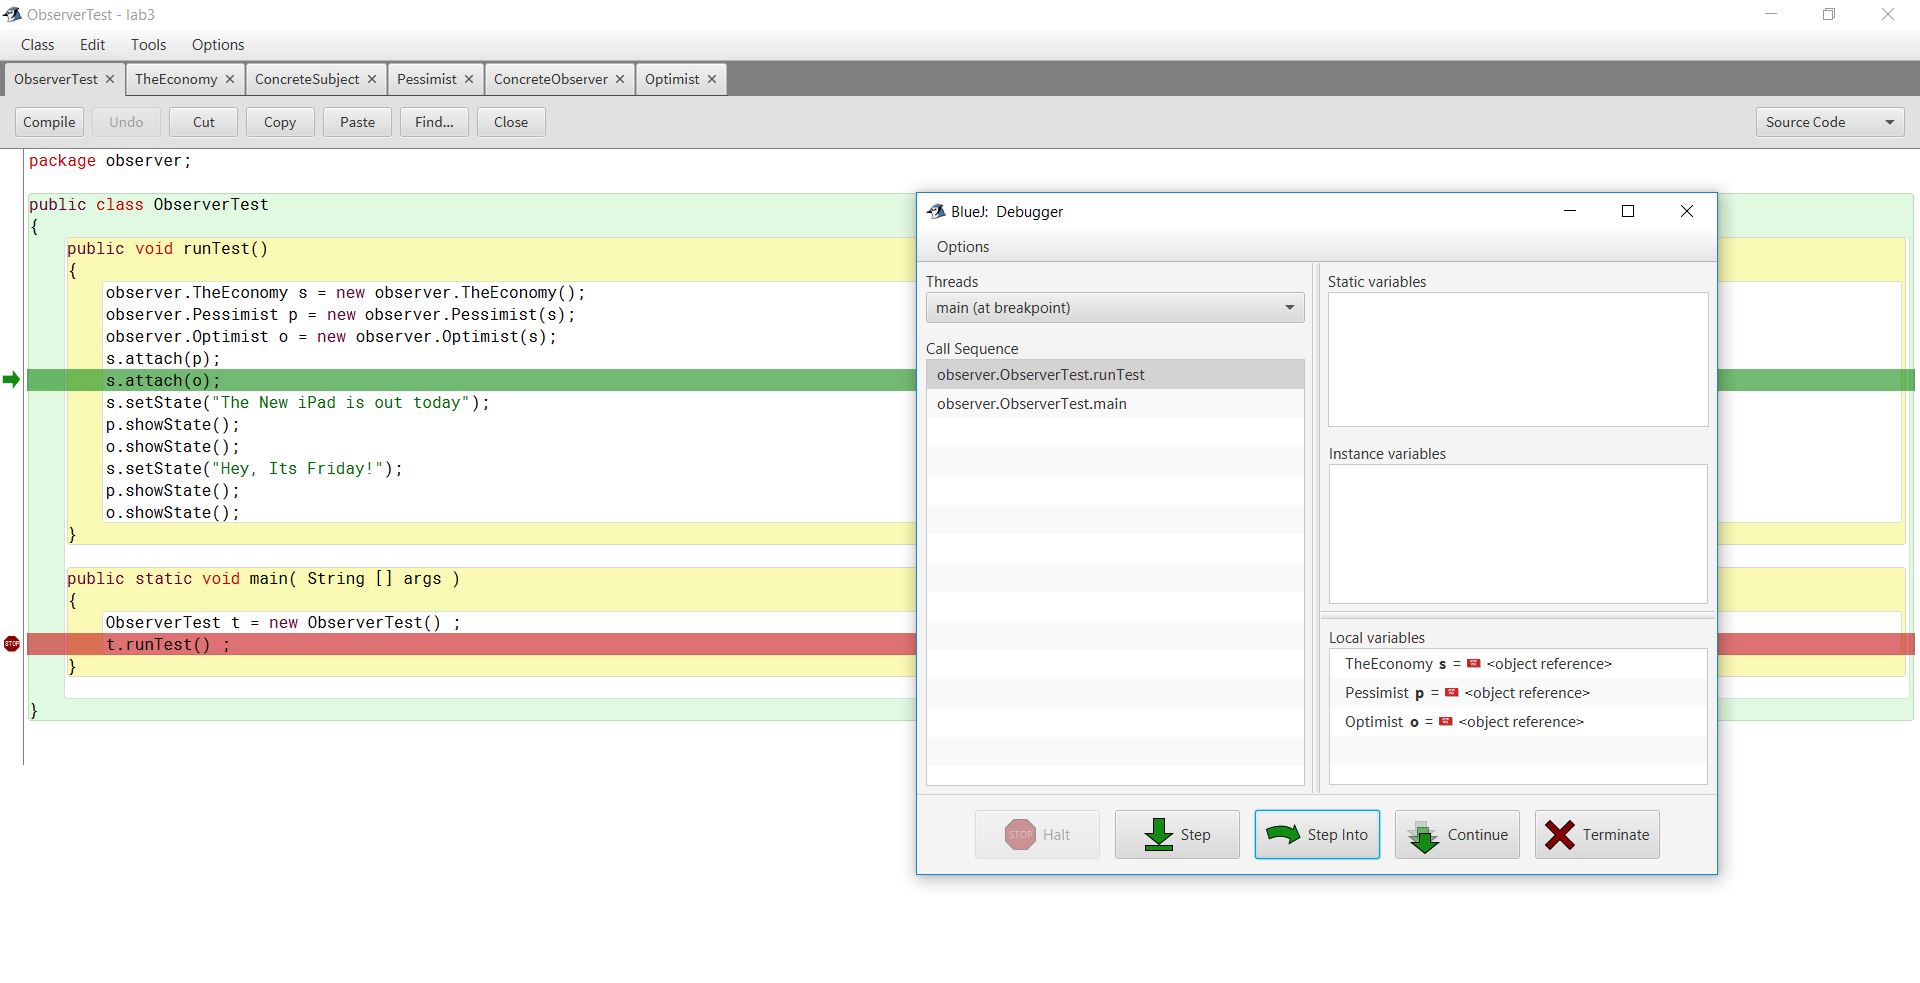 ObserverTest - lab3
Class Edit Tools Options
ObserverTest × TheEconomy × ConcreteSubject × Pessimist × ConcreteObserver × Optimist ×
Compile Undo Cut Copy Paste Find... Close Source Code
package observer;
public class ObserverTest
{
public void runTest()
{
observer.TheEconomy s = new observer.TheEconomy();
observer.Pessimist p = new observer.Pessimist(s);
observer.Optimist o = new observer.Optimist(s);
s.attach(p);
s.attach(o);
s.setState("The New iPad is out today");
p.showState();
o.showState();
s.setState("Hey, Its Friday!");
p.showState();
o.showState();
}
public static void main( String [] args )
{
ObserverTest t = new ObserverTest() ;
STOP t.runTest() ;
}
}
BlueJ: Debugger
Options
Threads
main (at breakpoint)
Call Sequence
observer.ObserverTest.runTest
observer.ObserverTest.main
Static variables
Instance variables
Local variables
TheEconomy s = <object reference>
Pessimist p = <object reference>
Optimist o = <object reference>
STOP Halt Step Step Into Continue Terminate